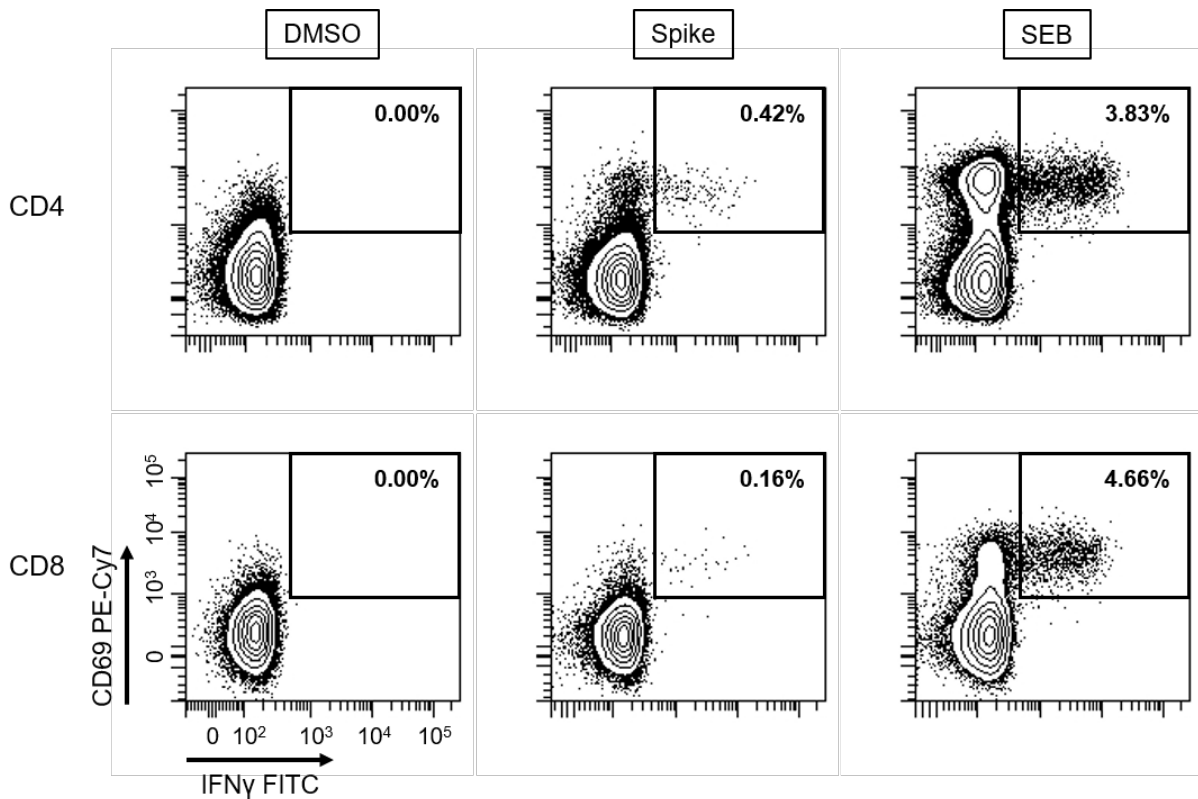 DMSO
Spike
SEB
CD4
0.00%
0.42%
3.83%
CD8
0.00%
0.16%
4.66%
CD69 PE-Cy7
10⁵
10⁴
10³
0
0 10² 10³ 10⁴ 10⁵
IFNγ FITC